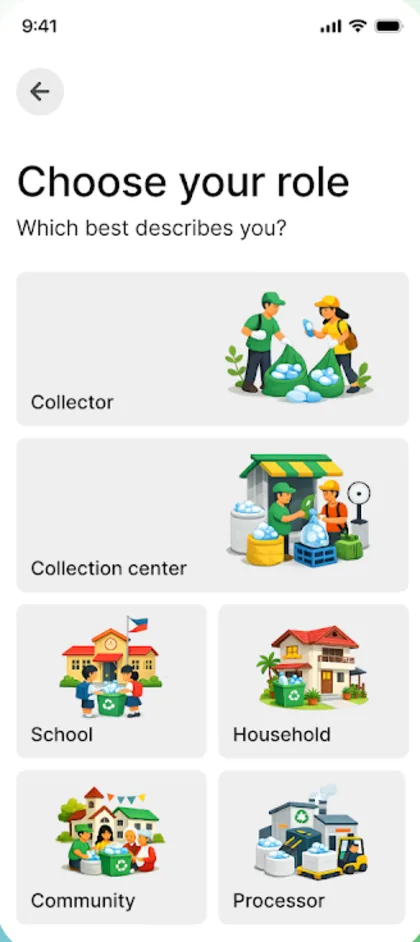 9:41
Choose your role
Which best describes you?
Collector
Collection center
School
Household
Community
Processor